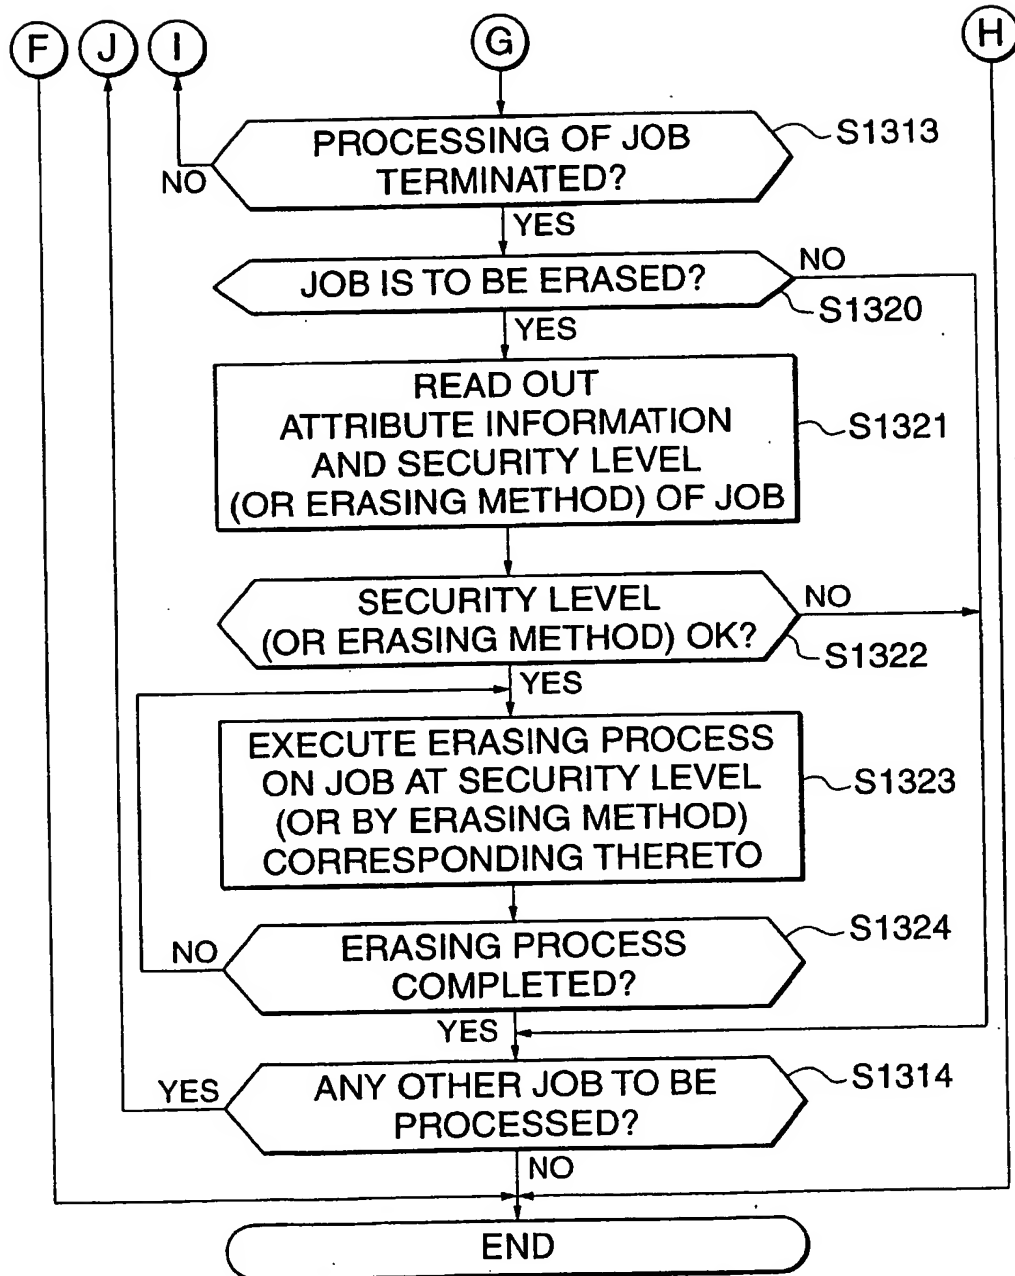 F J I G H
PROCESSING OF JOB
TERMINATED?
S1313
NO
YES
JOB IS TO BE ERASED?
NO
S1320
YES
READ OUT
ATTRIBUTE INFORMATION
AND SECURITY LEVEL
(OR ERASING METHOD) OF JOB
S1321
SECURITY LEVEL
(OR ERASING METHOD) OK?
NO
S1322
YES
EXECUTE ERASING PROCESS
ON JOB AT SECURITY LEVEL
(OR BY ERASING METHOD)
CORRESPONDING THERETO
S1323
ERASING PROCESS
COMPLETED?
S1324
NO
YES
ANY OTHER JOB TO BE
PROCESSED?
S1314
YES
NO
END